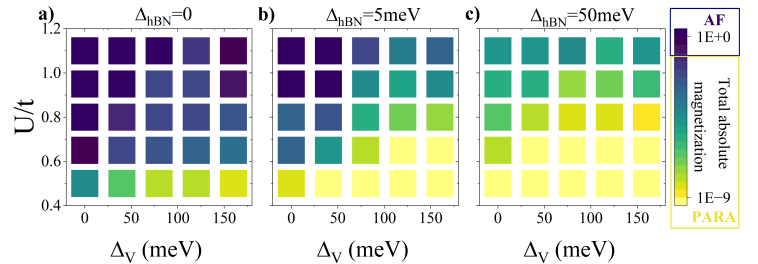 a) Δ_hBN=0
b) Δ_hBN=5meV
c) Δ_hBN=50meV
AF
1E+0
Total absolute
magnetization
1E−9
PARA
U/t
1.2
1.0
0.8
0.6
0.4
0 50 100 150
0 50 100 150
0 50 100 150
Δ_V (meV)
Δ_V (meV)
Δ_V (meV)